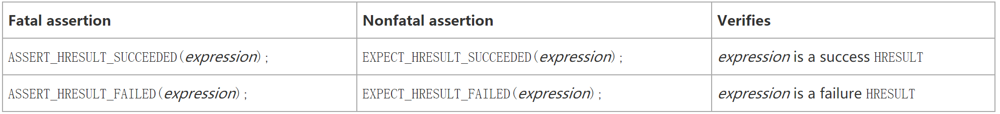 Fatal assertion Nonfatal assertion Verifies
ASSERT_HRESULT_SUCCEEDED(expression); EXPECT_HRESULT_SUCCEEDED(expression); expression is a success HRESULT
ASSERT_HRESULT_FAILED(expression); EXPECT_HRESULT_FAILED(expression); expression is a failure HRESULT